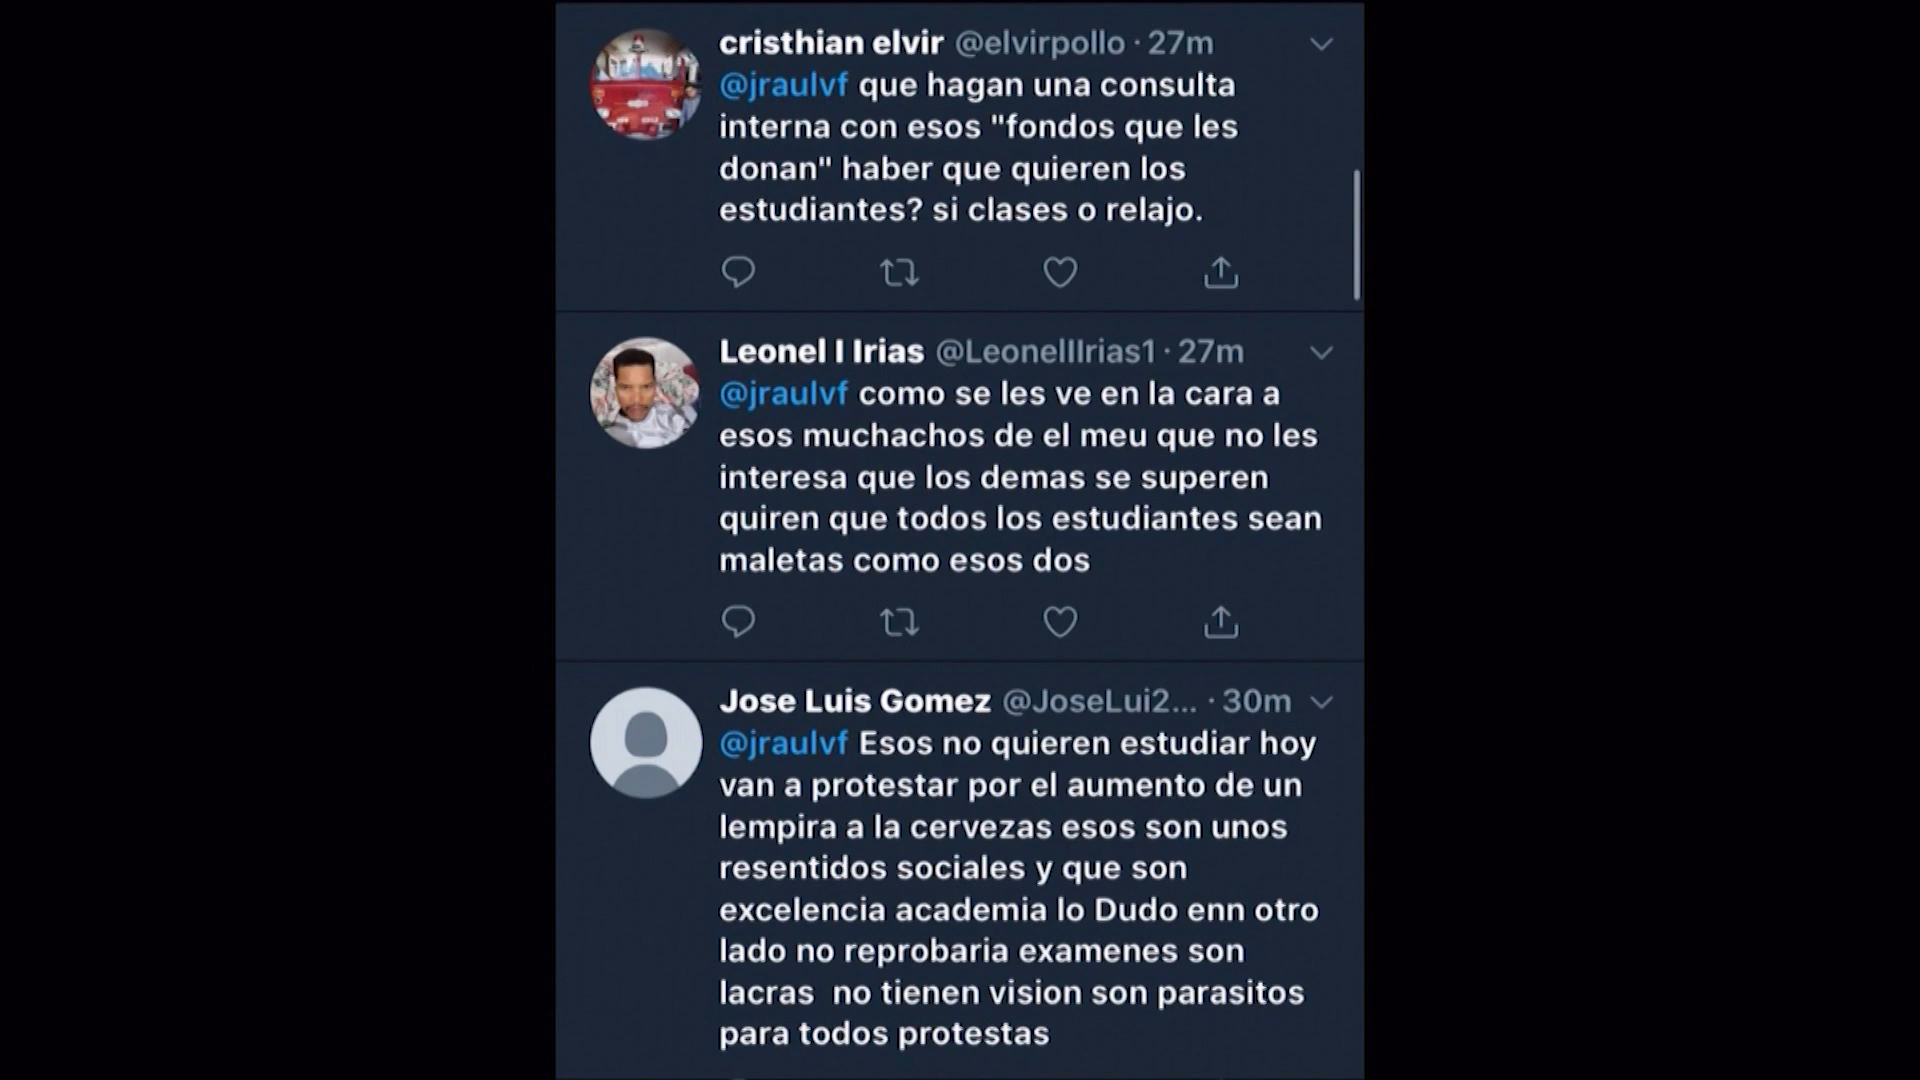 cristhian elvir @elvirpollo · 27m
@jraulvf que hagan una consulta
interna con esos "fondos que les
donan" haber que quieren los
estudiantes? si clases o relajo.
Leonel I Irias @LeonelIIrias1 · 27m
@jraulvf como se les ve en la cara a
esos muchachos de el meu que no les
interesa que los demas se superen
quiren que todos los estudiantes sean
maletas como esos dos
Jose Luis Gomez @JoseLui2... · 30m
@jraulvf Esos no quieren estudiar hoy
van a protestar por el aumento de un
lempira a la cervezas esos son unos
resentidos sociales y que son
excelencia academia lo Dudo enn otro
lado no reprobaria examenes son
lacras  no tienen vision son parasitos
para todos protestas